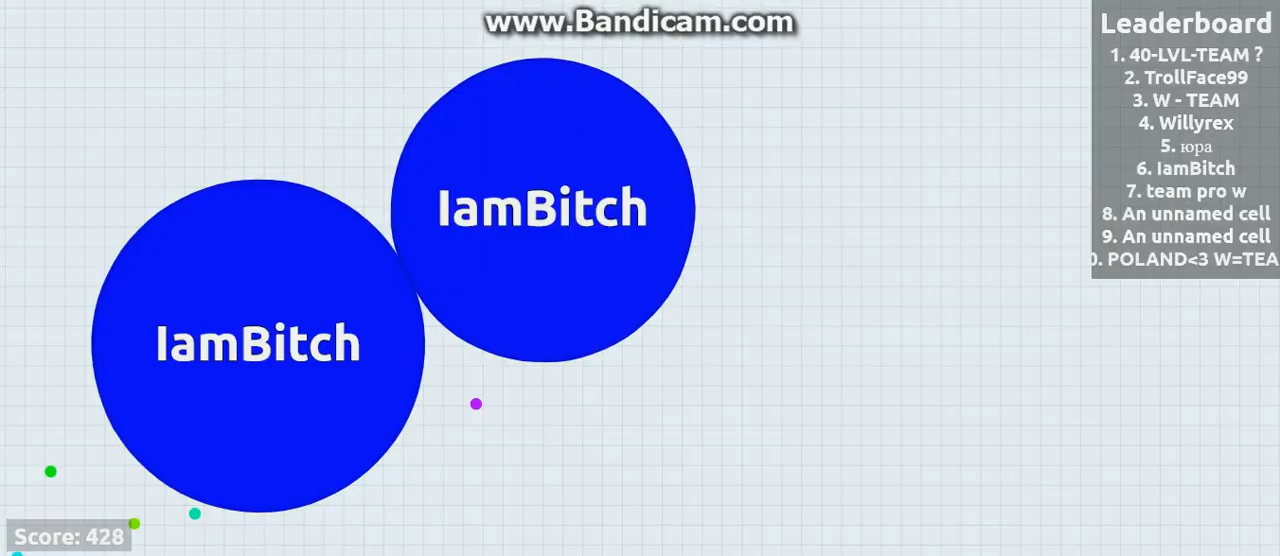 www.Bandicam.com
Leaderboard
1. 40-LVL-TEAM ?
2. TrollFace99
3. W - TEAM
4. Willyrex
5. юра
6. IamBitch
7. team pro w
8. An unnamed cell
9. An unnamed cell
0. POLAND<3 W=TEA
IamBitch
IamBitch
Score: 428